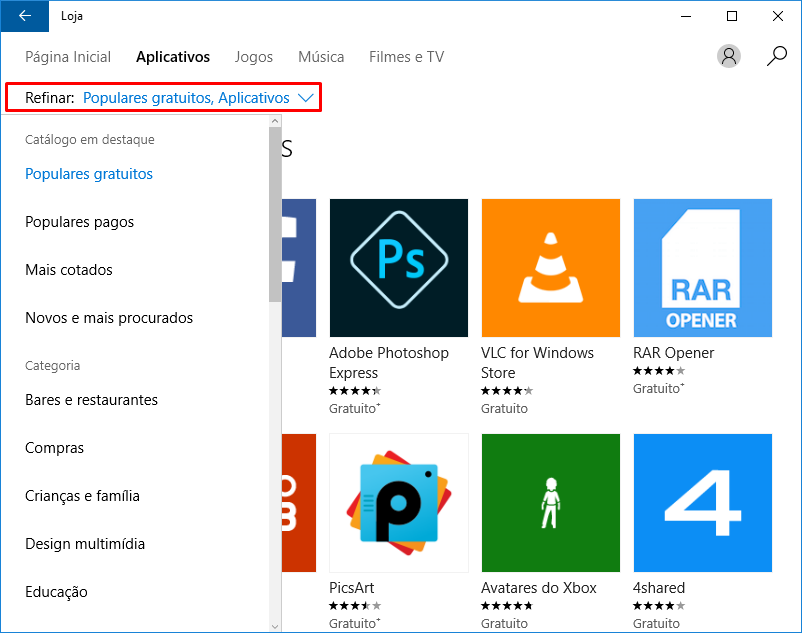 Loja
Página Inicial Aplicativos Jogos Música Filmes e TV
Refinar: Populares gratuitos, Aplicativos
Catálogo em destaque
Populares gratuitos
Populares pagos
Mais cotados
Novos e mais procurados
Categoria
Bares e restaurantes
Compras
Crianças e família
Design multimídia
Educação
s
Ps
RAR
OPENER
Adobe Photoshop
Express
Gratuito+
VLC for Windows
Store
Gratuito
RAR Opener
Gratuito+
P
4
PicsArt
Gratuito+
Avatares do Xbox
Gratuito
4shared
Gratuito